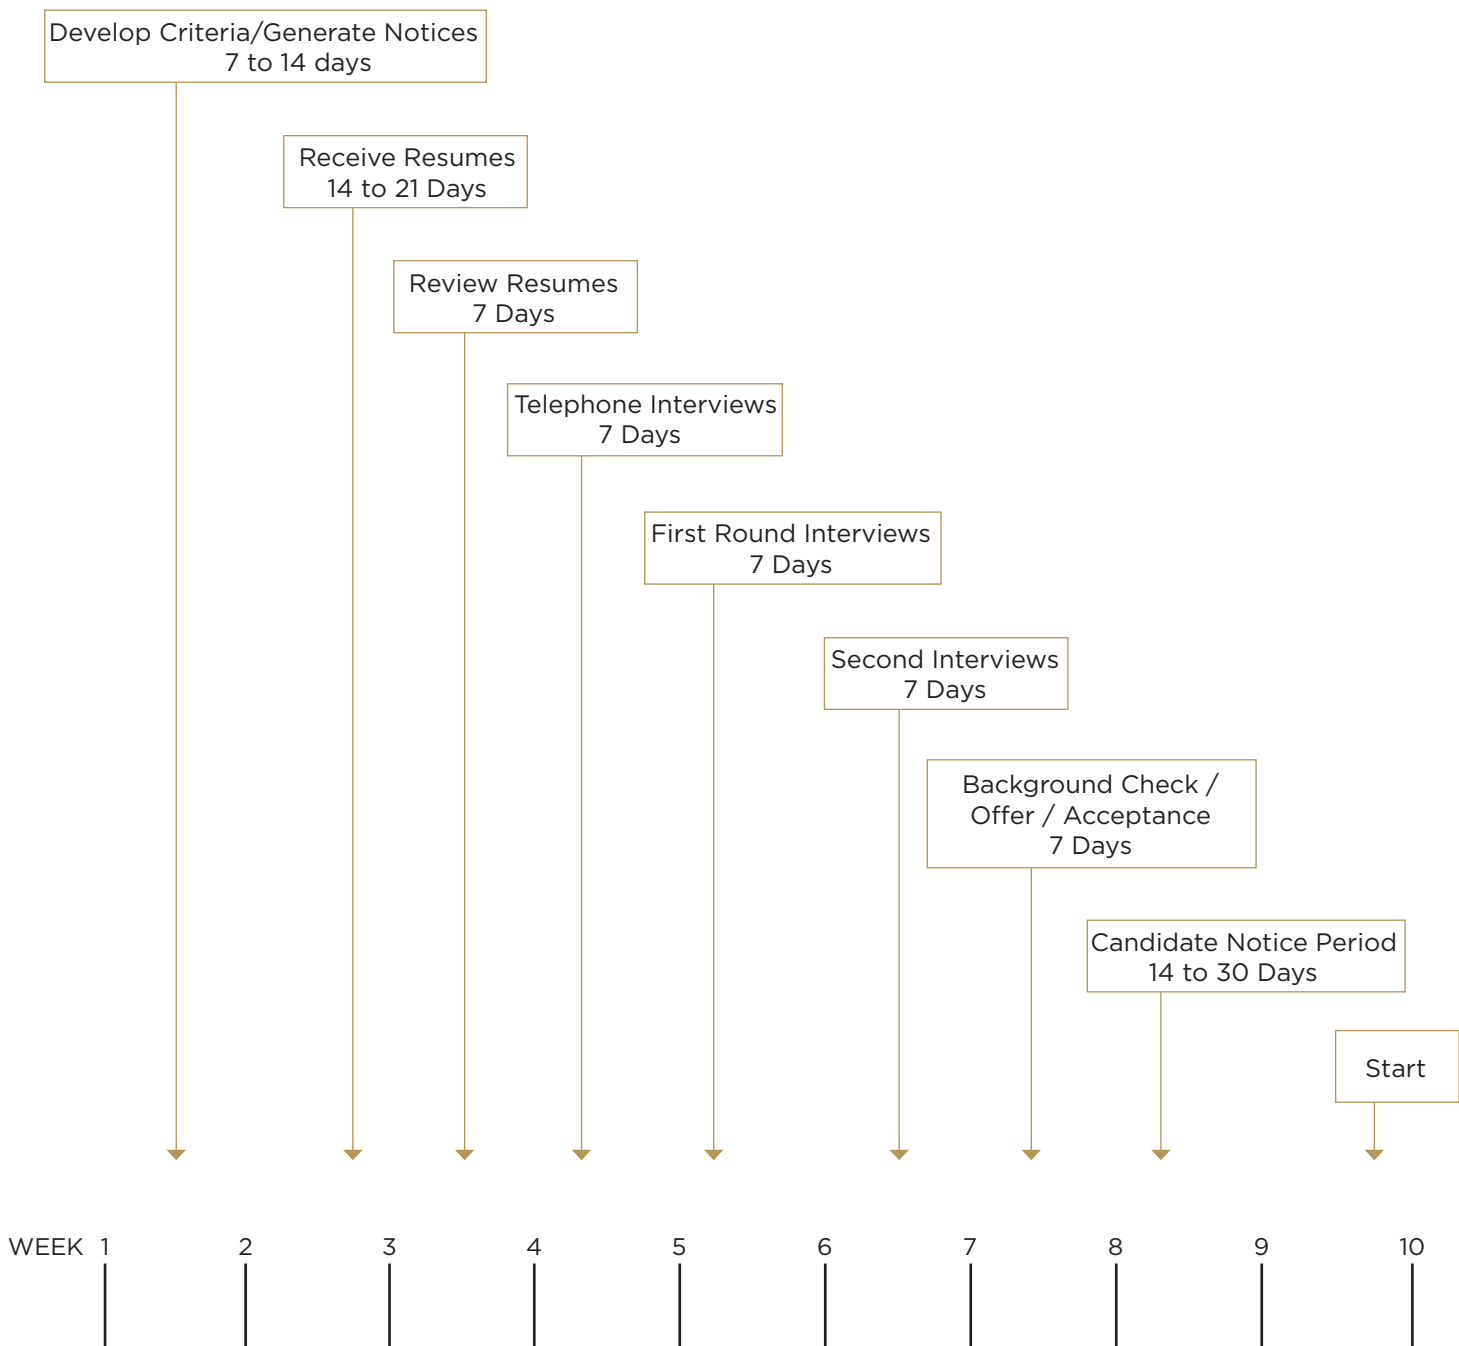 Develop Criteria/Generate Notices
7 to 14 days
Receive Resumes
14 to 21 Days
Review Resumes
7 Days
Telephone Interviews
7 Days
First Round Interviews
7 Days
Second Interviews
7 Days
Background Check /
Offer / Acceptance
7 Days
Candidate Notice Period
14 to 30 Days
Start
WEEK 1 2 3 4 5 6 7 8 9 10